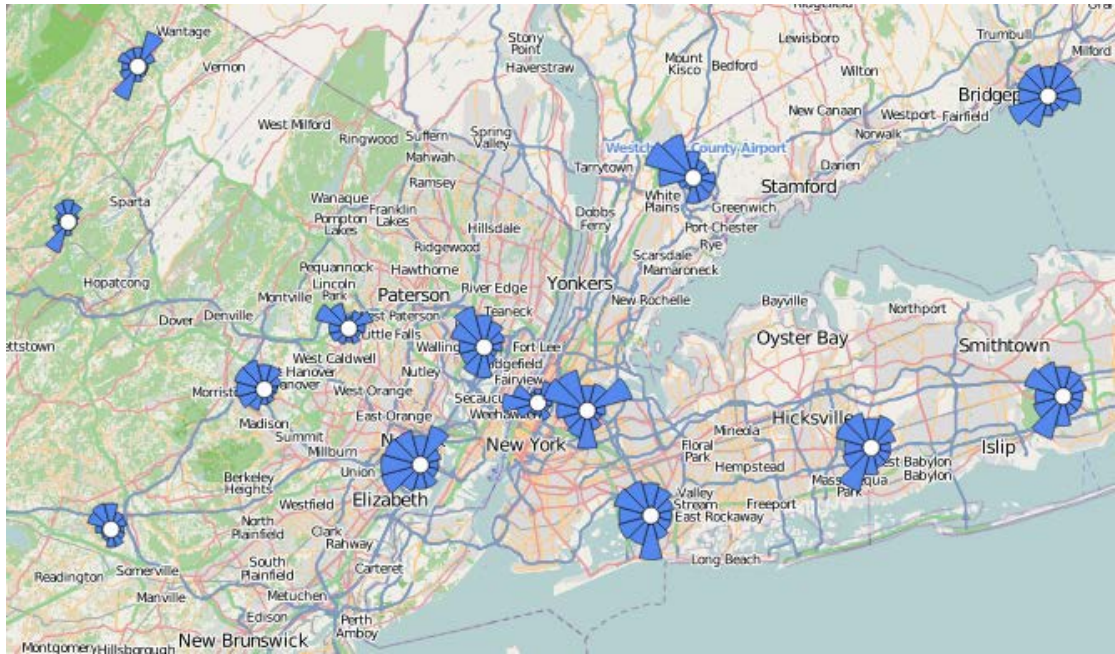 Wantage
Vernon
Stony
Point
Haverstraw
Mount
Kisco
Bedford
Lewisboro
Wilton
New Canaan
Westport
Fairfield
Norwalk
Darien
Trumbull
Milford
West Milford
Ringwood
Suffern
Spring
Valley
Mahwah
Ramsey
Tarrytown
White
Plains
Greenwich
Stamford
Port Chester
Rye
Scarsdale
Mamaroneck
Sparta
Wanaque
Pompton
Lakes
Franklin
Lakes
Hillsdale
Dobbs
Ferry
Ridgewood
Hopatcong
Pequannock
Lincoln
Park
Hawthorne
River Edge
Yonkers
New Rochelle
Montville
Paterson
Teaneck
Bayville
Northport
Dover
Denville
Fort Lee
Oyster Bay
Smithtown
West Caldwell
Nutley
Fairview
West Orange
East Orange
Madison
Summit
Millburn
New York
Mineola
Floral
Park
Hicksville
Hempstead
Babylon
Islip
Berkeley
Heights
Union
Elizabeth
Westfield
Valley
Stream
East Rockaway
Freeport
Long Beach
North
Plainfield
Clark
Rahway
Carteret
Readington
Somerville
South
Plainfield
Manville
Metuchen
Edison
Perth
Amboy
New Brunswick
Hillsborough